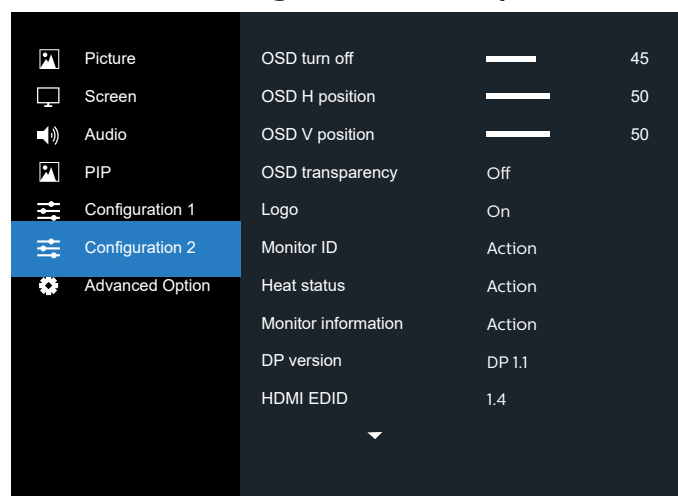 Picture
Screen
Audio
PIP
Configuration 1
Configuration 2
Advanced Option
OSD turn off 45
OSD H position 50
OSD V position 50
OSD transparency Off
Logo On
Monitor ID Action
Heat status Action
Monitor information Action
DP version DP 1.1
HDMI EDID 1.4